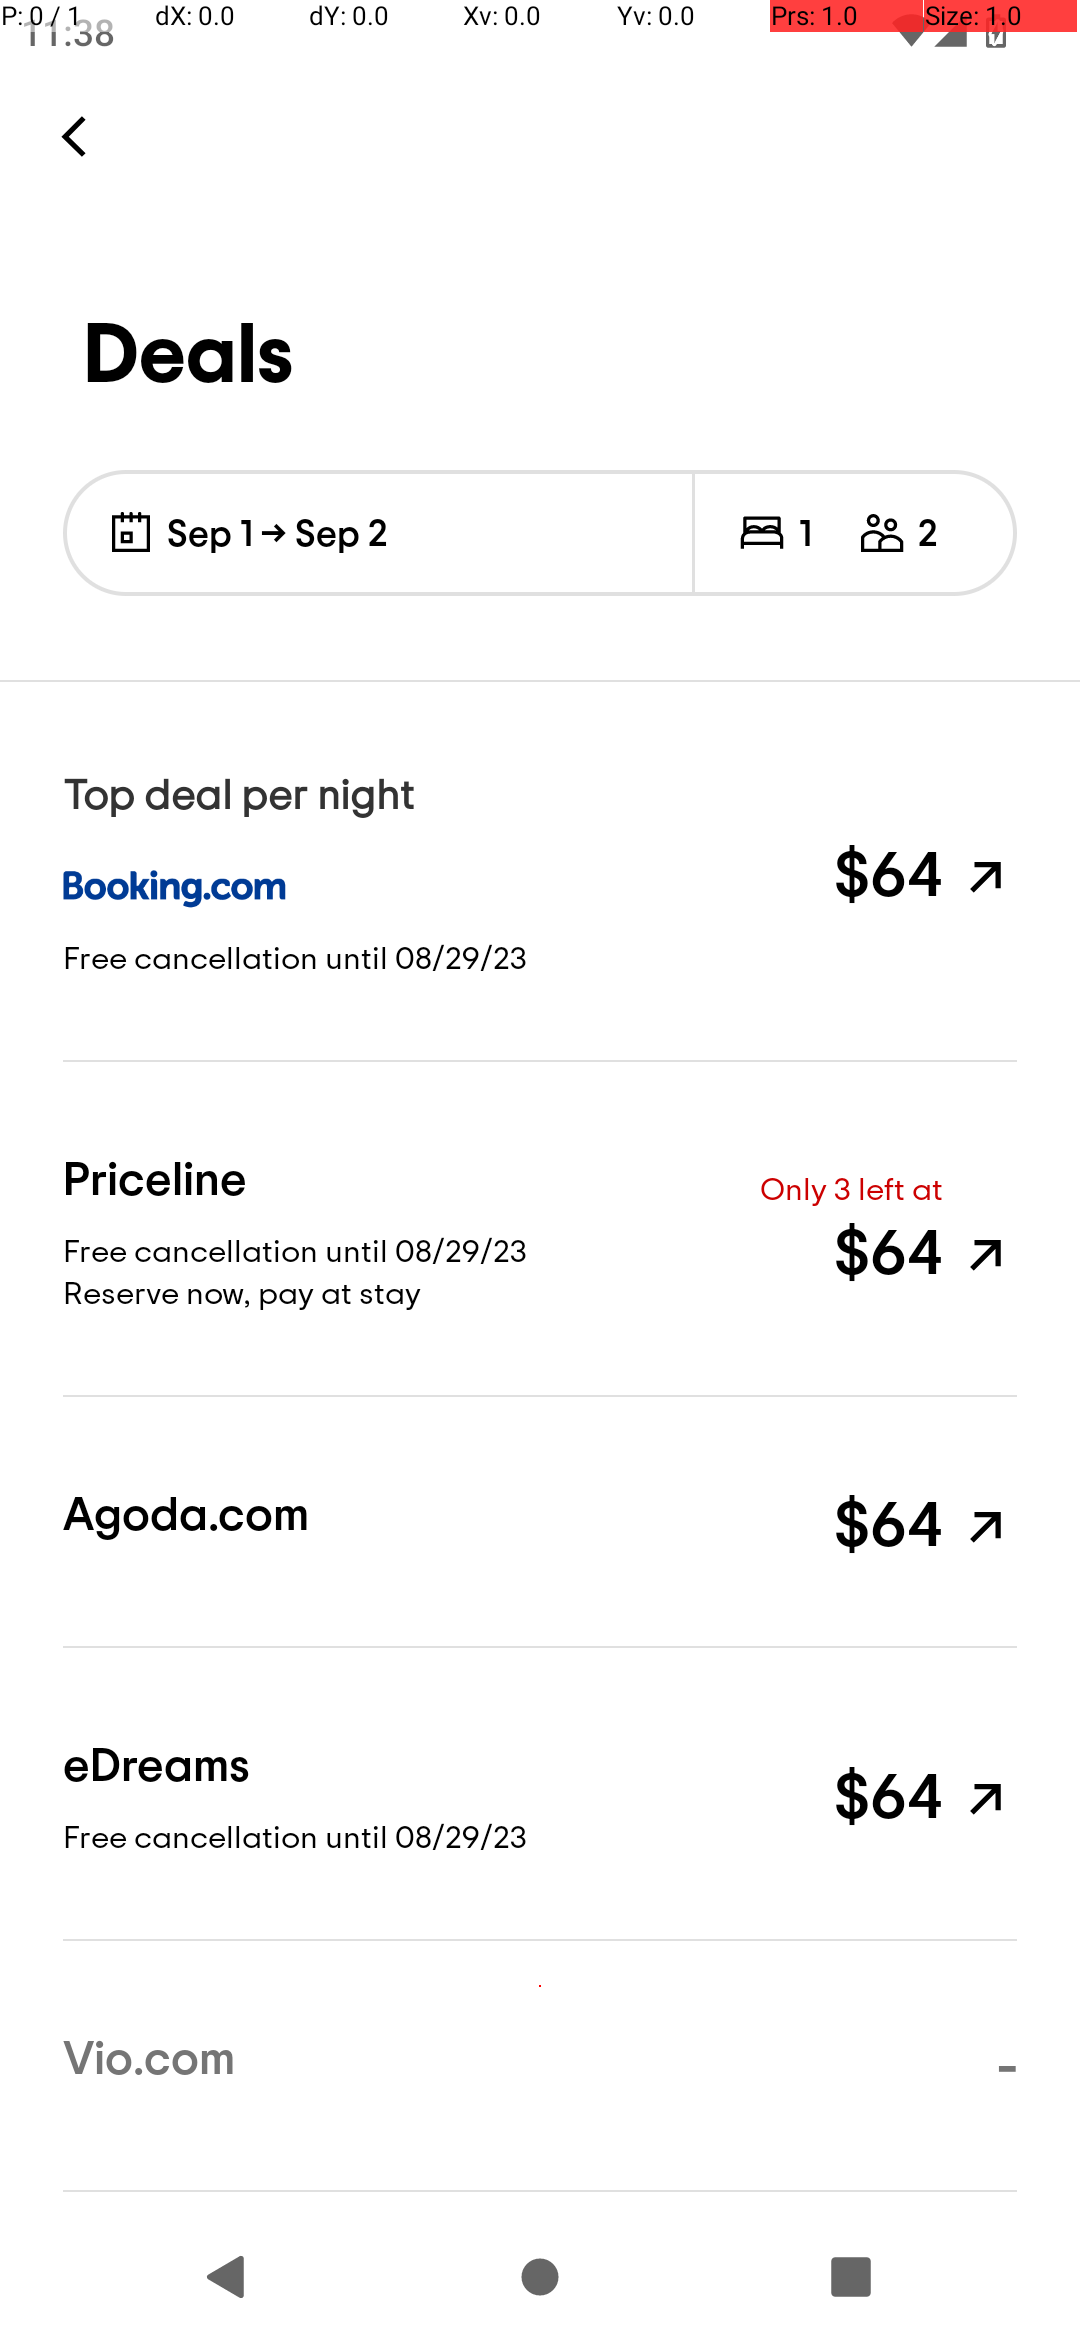 P: 0 / 1 dX: 0.0 dY: 0.0 Xv: 0.0 Yv: 0.0 Prs: 1.0 Size: 1.0
11:38
Deals
Sep 1 → Sep 2 1 2
Top deal per night
Booking.com
$64
Free cancellation until 08/29/23
Priceline
Only 3 left at
Free cancellation until 08/29/23
$64
Reserve now, pay at stay
Agoda.com
$64
eDreams
$64
Free cancellation until 08/29/23
Vio.com
-